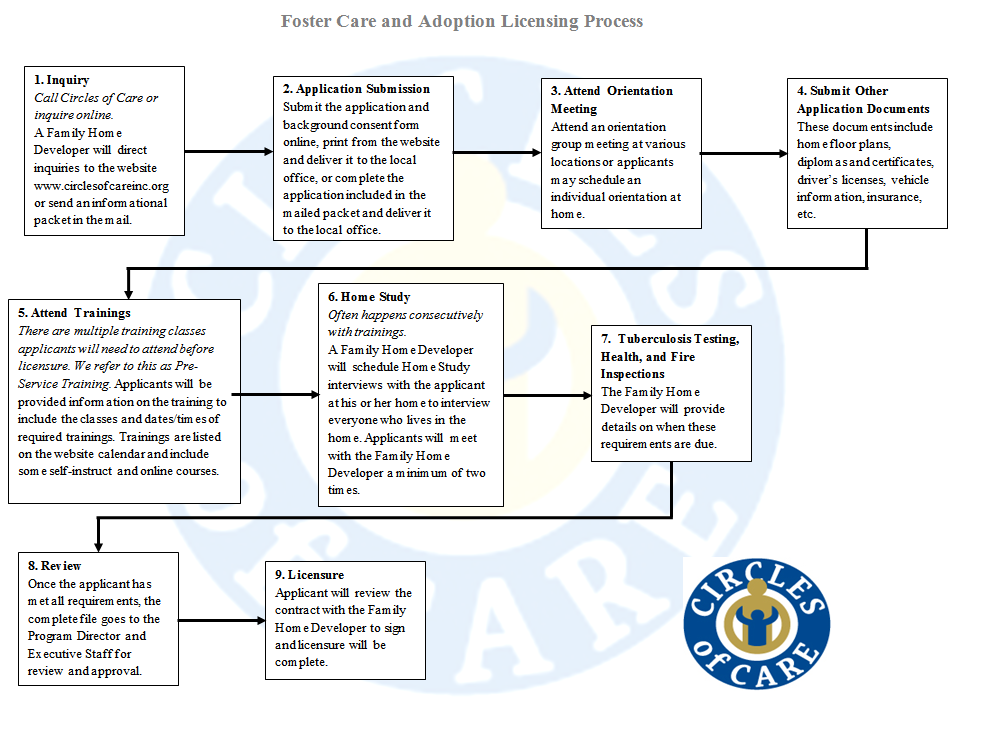 Foster Care and Adoption Licensing Process
1. Inquiry
Call Circles of Care or
inquire online.
A Family Home
Developer will direct
inquiries to the website
www.circlesofcareinc.org
or send an informational
packet in the mail.
2. Application Submission
Submit the application and
background consent form
online, print from the website
and deliver it to the local
office, or complete the
application included in the
mailed packet and deliver it
to the local office.
3. Attend Orientation
Meeting
Attend an orientation
group meeting at various
locations or applicants
may schedule an
individual orientation at
home.
4. Submit Other
Application Documents
These documents include
home floor plans,
diplomas and certificates,
driver's licenses, vehicle
information, insurance,
etc.
5. Attend Trainings
There are multiple training classes
applicants will need to attend before
licensure. We refer to this as Pre-
Service Training. Applicants will be
provided information on the training to
include the classes and dates/times of
required trainings. Trainings are listed
on the website calendar and include
some self-instruct and online courses.
6. Home Study
Often happens consecutively
with trainings.
A Family Home Developer
will schedule Home Study
interviews with the applicant
at his or her home to interview
everyone who lives in the
home. Applicants will meet
with the Family Home
Developer a minimum of two
times.
7. Tuberculosis Testing,
Health, and Fire
Inspections
The Family Home
Developer will provide
details on when these
requirements are due.
8. Review
Once the applicant has
met all requirements, the
complete file goes to the
Program Director and
Executive Staff for
review and approval.
9. Licensure
Applicant will review the
contract with the Family
Home Developer to sign
and licensure will be
complete.
CIRCLES
of CARE
CIRCLES
of CARE